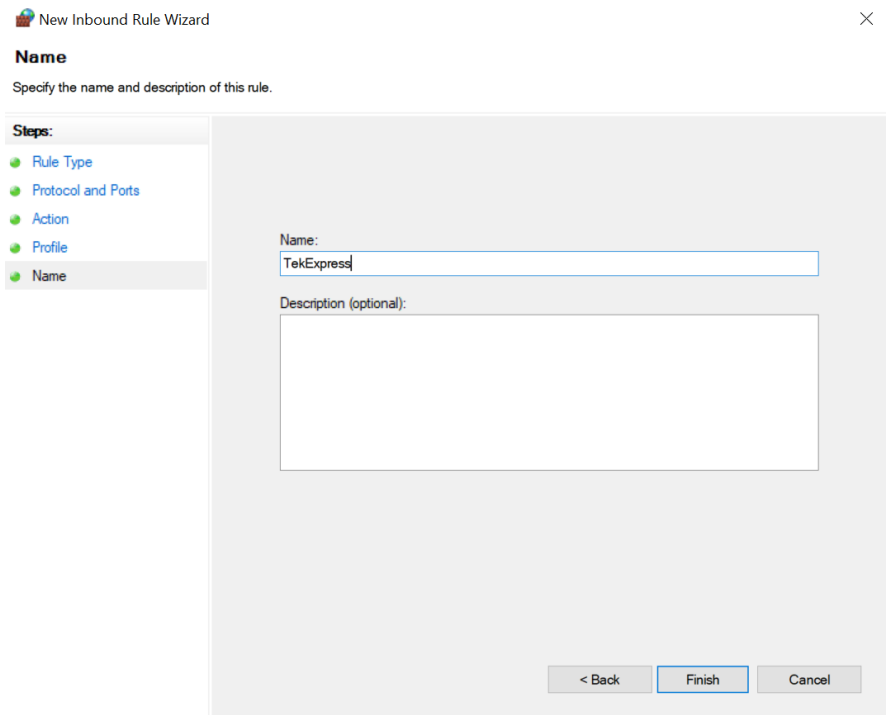 New Inbound Rule Wizard
Name
Specify the name and description of this rule.
Steps:
Rule Type
Protocol and Ports
Action
Profile
Name
Name:
TekExpress
Description (optional):
< Back
Finish
Cancel